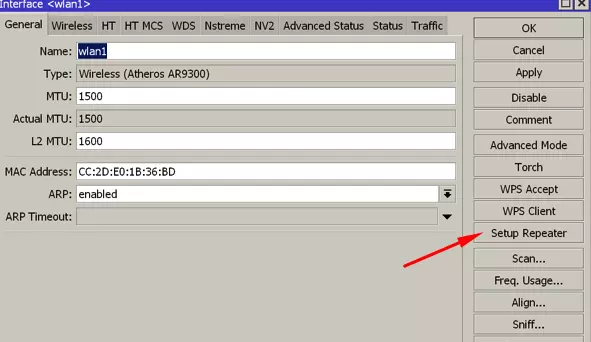 Interface <wlan1>
General Wireless HT HT MCS WDS Nstreme NV2 Advanced Status Status Traffic
Name: wlan1
Type: Wireless (Atheros AR9300)
MTU: 1500
Actual MTU: 1500
L2 MTU: 1600
MAC Address: CC:2D:E0:1B:36:BD
ARP: enabled
ARP Timeout:
OK
Cancel
Apply
Disable
Comment
Advanced Mode
Torch
WPS Accept
WPS Client
Setup Repeater
Scan...
Freq. Usage...
Align...
Sniff...